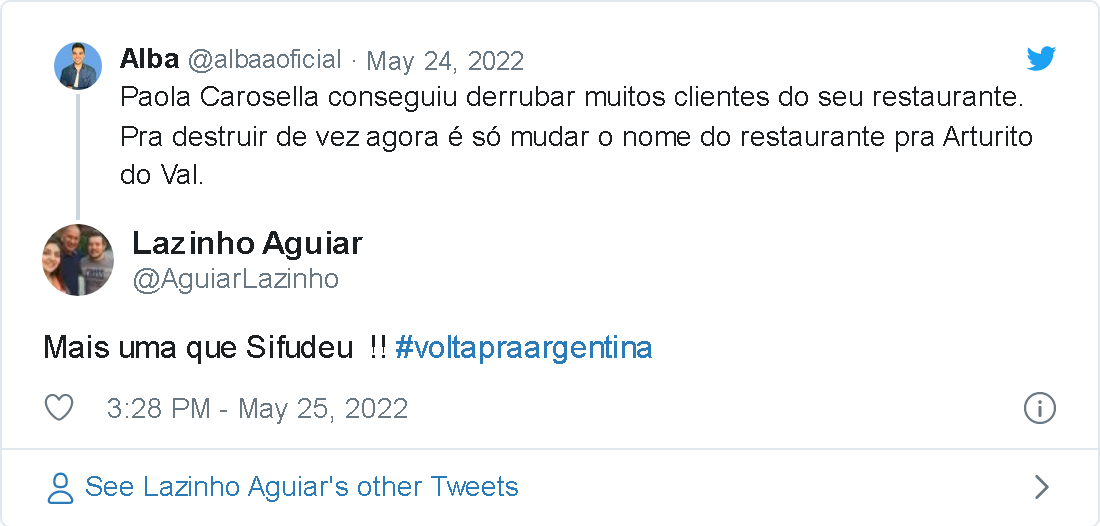 Alba @albaaoficial · May 24, 2022
Paola Carosella conseguiu derrubar muitos clientes do seu restaurante.
Pra destruir de vez agora é só mudar o nome do restaurante pra Arturito
do Val.
Lazinho Aguiar
@AguiarLazinho
Mais uma que Sifudeu  !! #voltapraargentina
3:28 PM - May 25, 2022
See Lazinho Aguiar's other Tweets